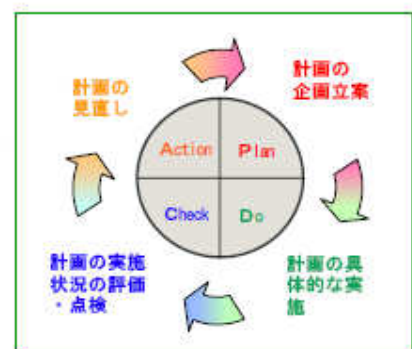 計画の
企画立案
計画の
見直し
Action
Plan
Check
Do
計画の実施
状況の評価
・点検
計画の具
体的な実
施